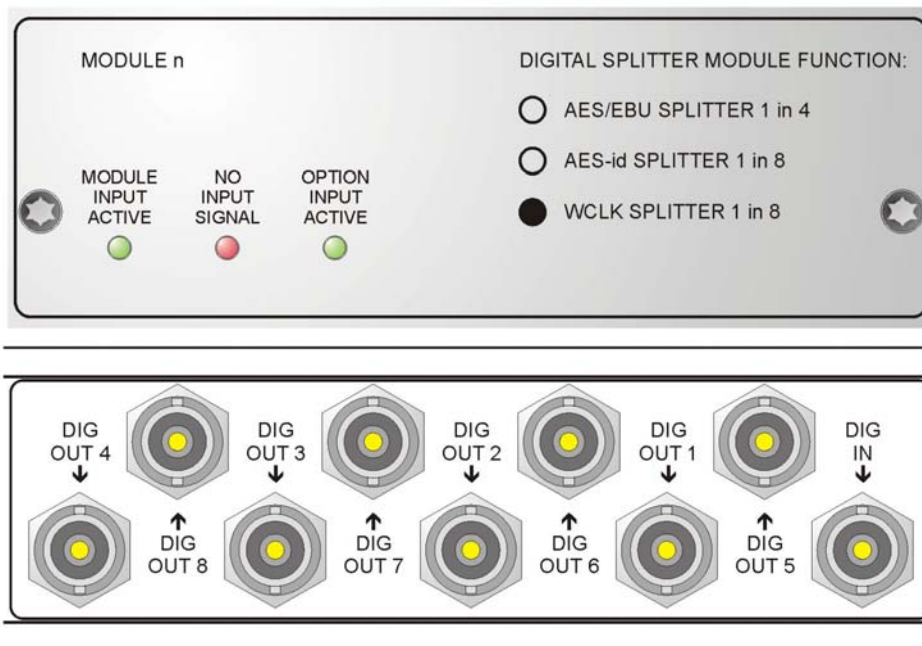 MODULE n
MODULE
INPUT
ACTIVE
NO
INPUT
SIGNAL
OPTION
INPUT
ACTIVE
DIGITAL SPLITTER MODULE FUNCTION:
AES/EBU SPLITTER 1 in 4
AES-id SPLITTER 1 in 8
WCLK SPLITTER 1 in 8
DIG
OUT 4
DIG
OUT 3
DIG
OUT 2
DIG
OUT 1
DIG
IN
DIG
OUT 8
DIG
OUT 7
DIG
OUT 6
DIG
OUT 5